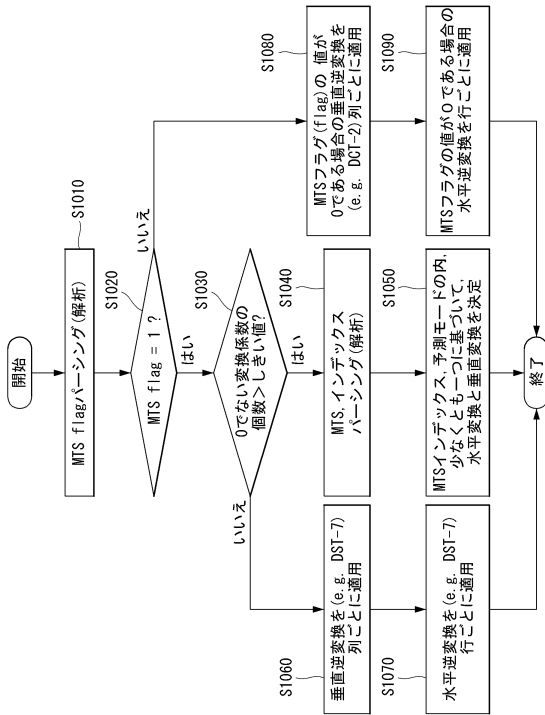 開始
MTS flagパーシング(解析)
S1010
MTS flag = 1 ?
S1020
いいえ
はい
0でない変換係数の
個数>しきい値?
S1030
いいえ
はい
MTS,インデックス
パーシング(解析)
S1040
MTSインデックス,予測モードの内,
少なくとも一つに基づいて,
水平変換と垂直変換を決定
S1050
垂直逆変換を(e.g. DST-7)
列ごとに適用
S1060
水平逆変換を(e.g. DST-7)
行ごとに適用
S1070
MTSフラグ(flag)の 値が
0である場合の垂直逆変換を
(e.g. DCT-2)列ごとに適用
S1080
MTSフラグの値が0である場合の
水平逆変換を行ごとに適用
S1090
終了